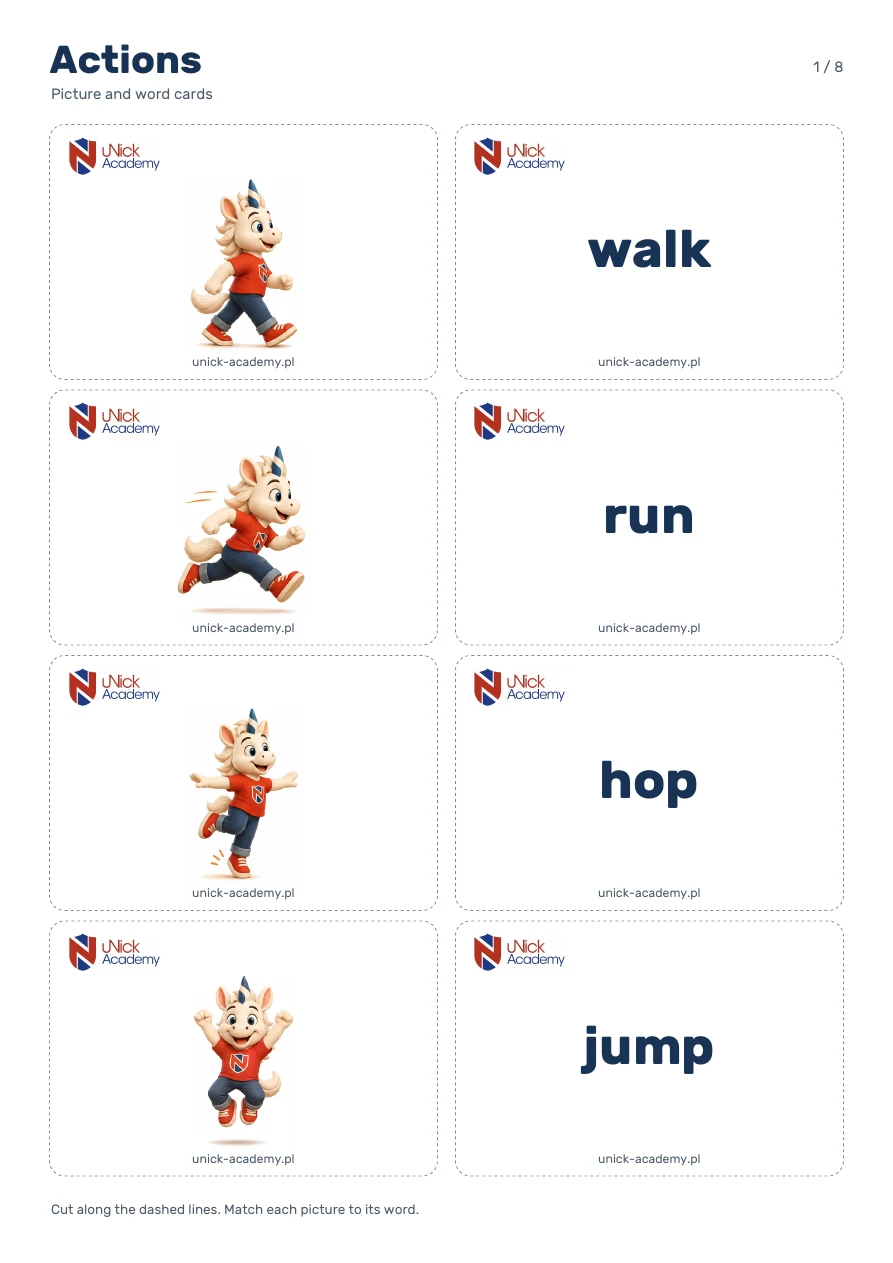 Actions
1 / 8
Picture and word cards
uNick
Academy
unick-academy.pl
uNick
Academy
walk
unick-academy.pl
uNick
Academy
unick-academy.pl
uNick
Academy
run
unick-academy.pl
uNick
Academy
unick-academy.pl
uNick
Academy
hop
unick-academy.pl
uNick
Academy
unick-academy.pl
uNick
Academy
jump
unick-academy.pl
Cut along the dashed lines. Match each picture to its word.